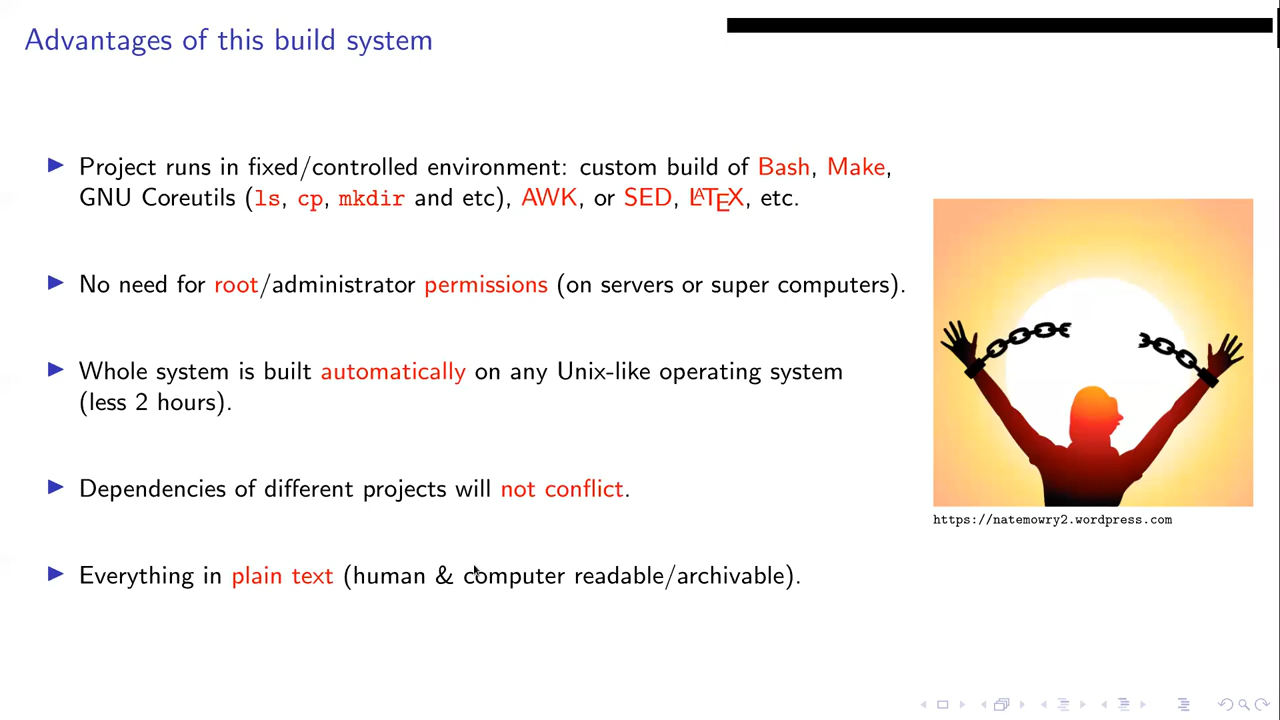 Advantages of this build system
Project runs in fixed/controlled environment: custom build of Bash, Make,
GNU Coreutils (ls, cp, mkdir and etc), AWK, or SED, LATEX, etc.
No need for root/administrator permissions (on servers or super computers).
Whole system is built automatically on any Unix-like operating system
(less 2 hours).
Dependencies of different projects will not conflict.
Everything in plain text (human & computer readable/archivable).
https://natemowry2.wordpress.com